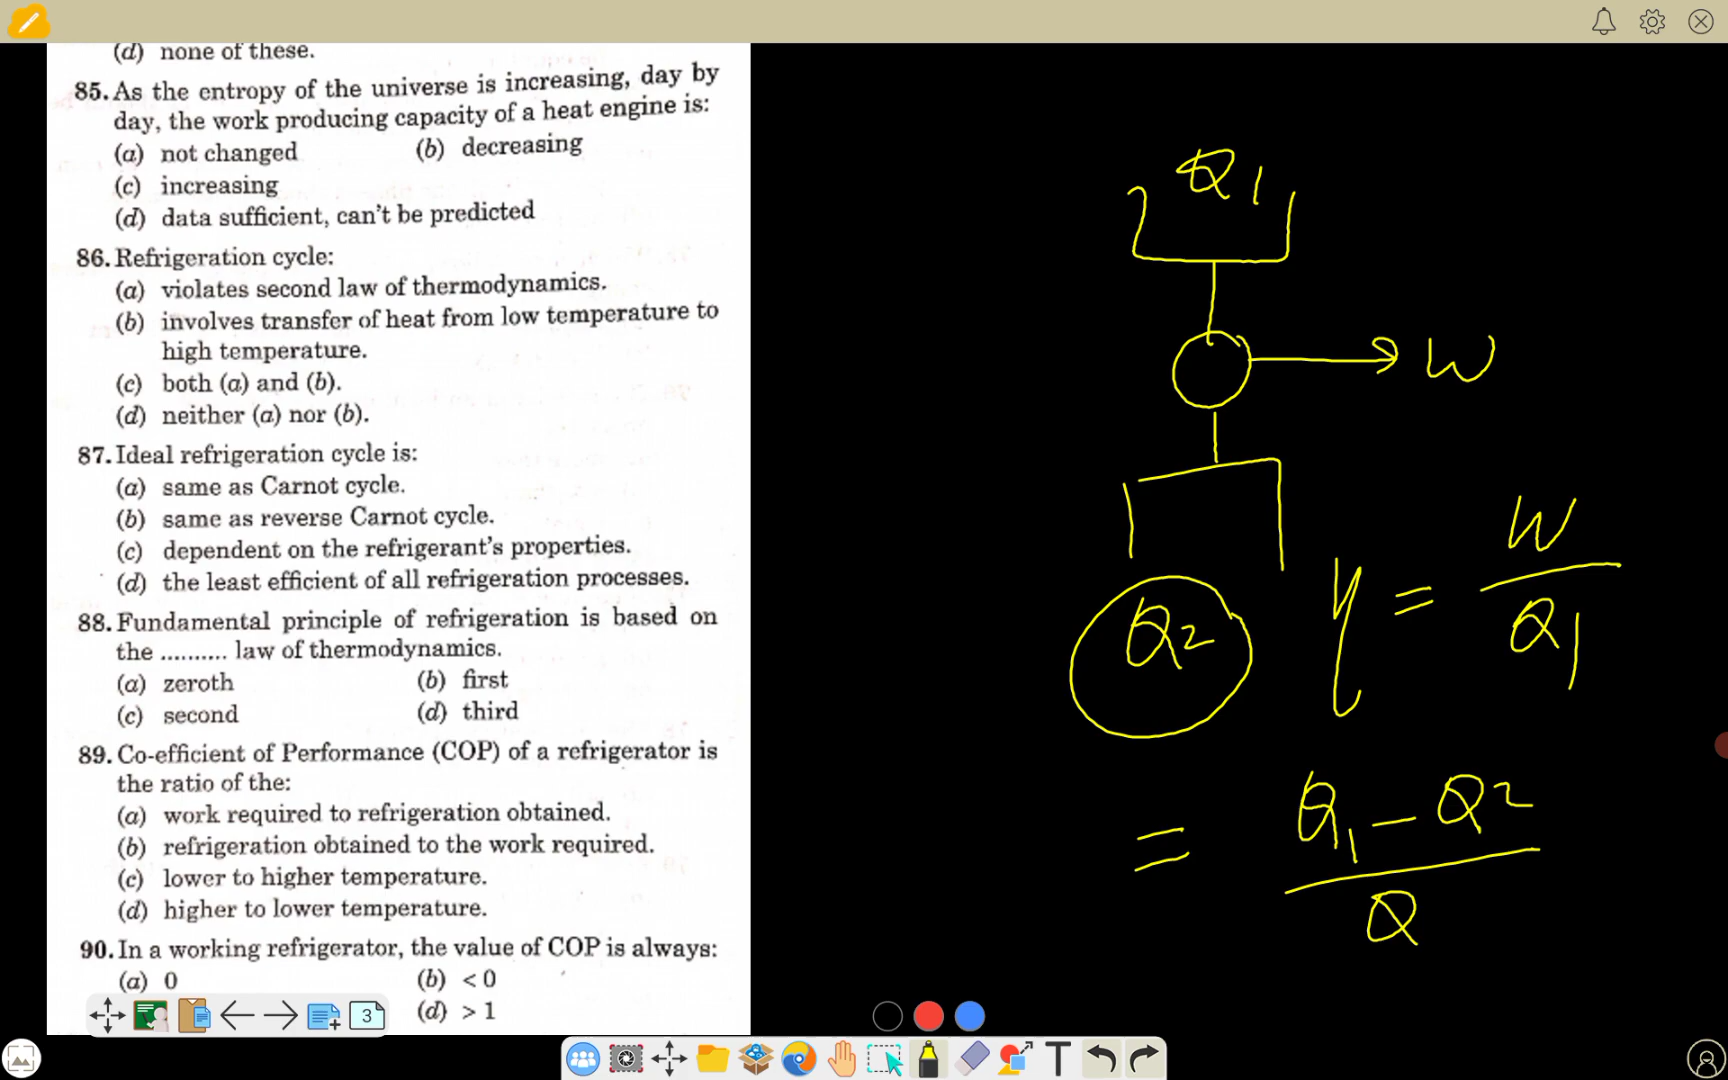 (d) none of these.
85. As the entropy of the universe is increasing, day by
day, the work producing capacity of a heat engine is:
(a) not changed (b) decreasing
(c) increasing
(d) data sufficient, can't be predicted
86. Refrigeration cycle:
(a) violates second law of thermodynamics.
(b) involves transfer of heat from low temperature to
high temperature.
(c) both (a) and (b).
(d) neither (a) nor (b).
87. Ideal refrigeration cycle is:
(a) same as Carnot cycle.
(b) same as reverse Carnot cycle.
(c) dependent on the refrigerant's properties.
(d) the least efficient of all refrigeration processes.
88. Fundamental principle of refrigeration is based on
the .......... law of thermodynamics.
(a) zeroth (b) first
(c) second (d) third
89. Co-efficient of Performance (COP) of a refrigerator is
the ratio of the:
(a) work required to refrigeration obtained.
(b) refrigeration obtained to the work required.
(c) lower to higher temperature.
(d) higher to lower temperature.
90. In a working refrigerator, the value of COP is always:
(a) 0 (b) < 0
(d) > 1
3
T
Q1
W
Q2
η = W
Q1
= Q1 - Q2
Q